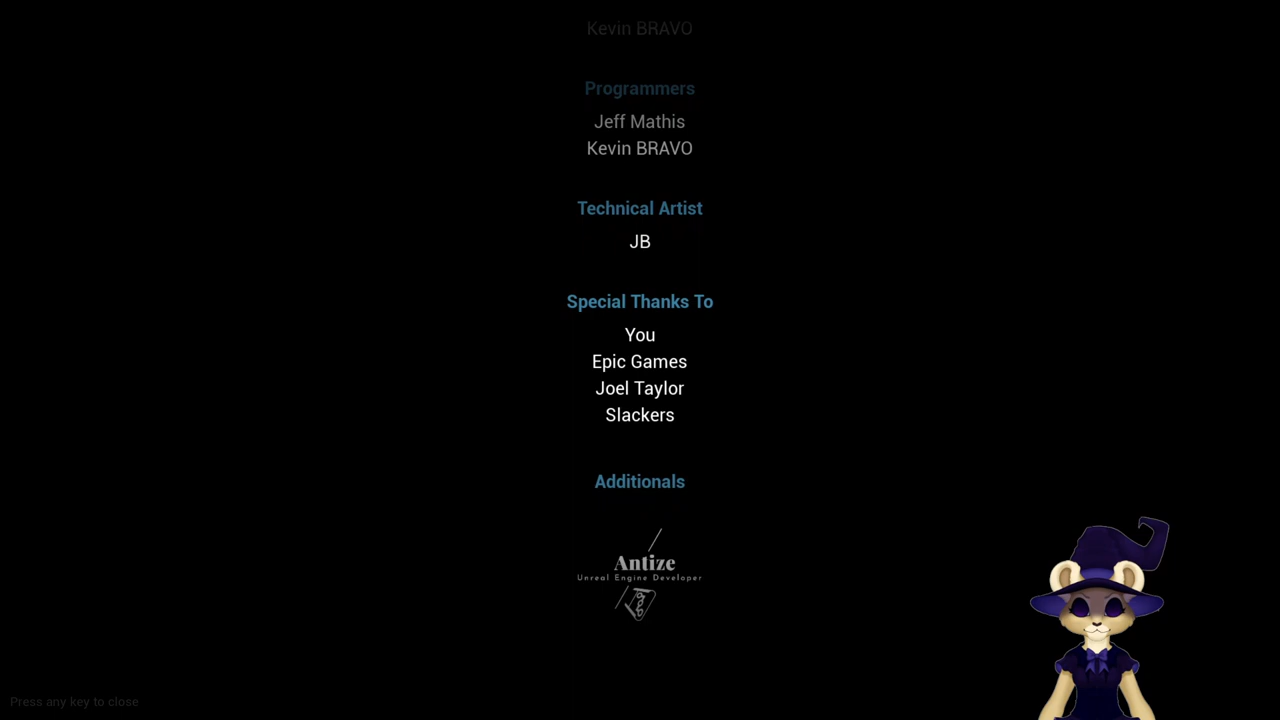 Kevin BRAVO
Programmers
Jeff Mathis
Kevin BRAVO
Technical Artist
JB
Special Thanks To
You
Epic Games
Joel Taylor
Slackers
Additionals
Antize
Unreal Engine Developer
Press any key to close